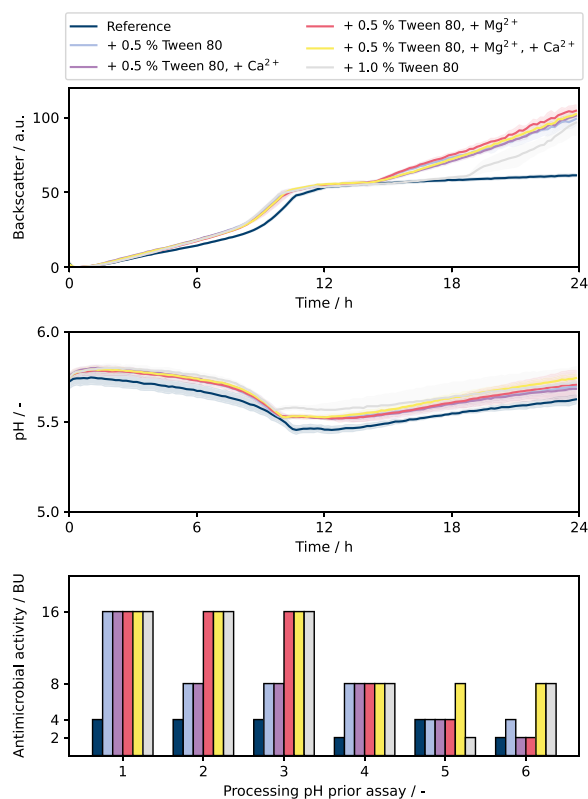 Reference
+ 0.5 % Tween 80
+ 0.5 % Tween 80, + Ca²⁺
+ 0.5 % Tween 80, + Mg²⁺
+ 0.5 % Tween 80, + Mg²⁺, + Ca²⁺
+ 1.0 % Tween 80
Backscatter / a.u.
100
50
0
0 6 12 18 24
Time / h
pH / -
6.0
5.5
5.0
0 6 12 18 24
Time / h
Antimicrobial activity / BU
16
8
4
2
1 2 3 4 5 6
Processing pH prior assay / -